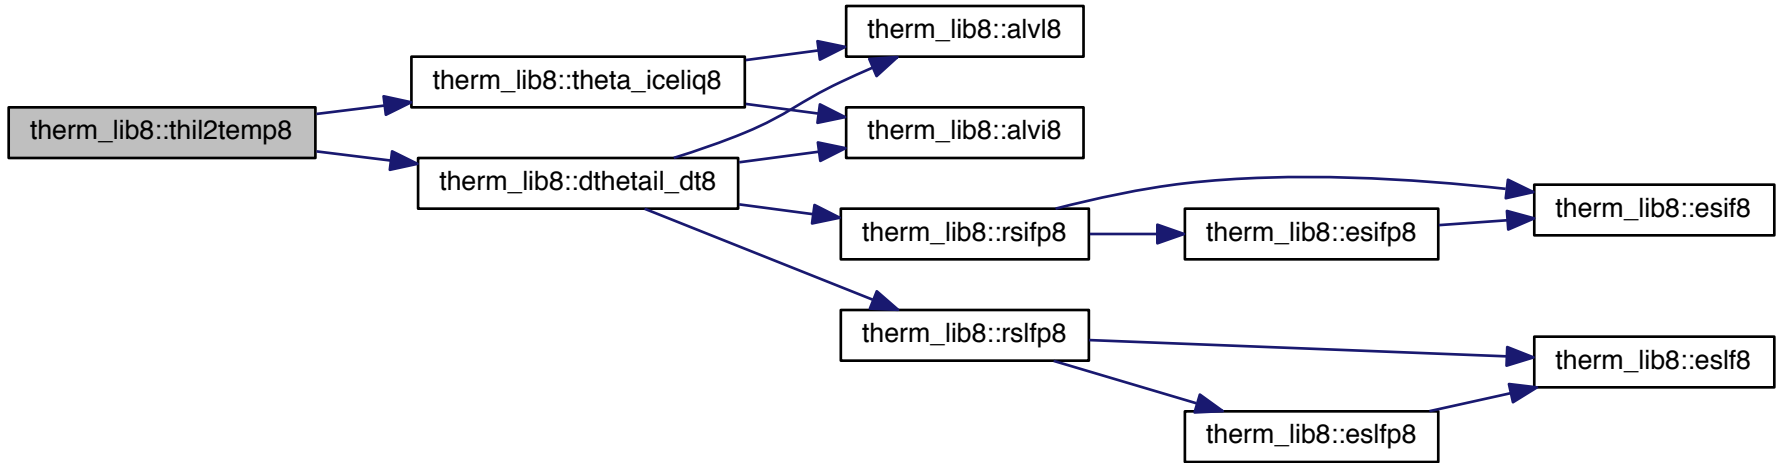 therm_lib8::thil2temp8
therm_lib8::theta_iceliq8
therm_lib8::dthetail_dt8
therm_lib8::alvl8
therm_lib8::alvi8
therm_lib8::rsifp8
therm_lib8::rslfp8
therm_lib8::esifp8
therm_lib8::eslfp8
therm_lib8::esif8
therm_lib8::eslf8